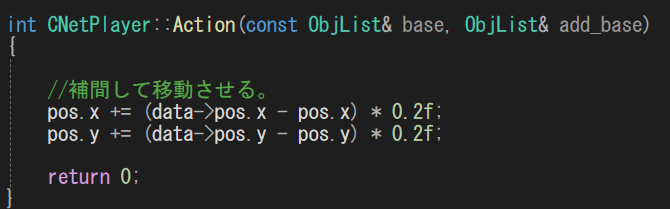 int CNetPlayer::Action(const ObjList& base, ObjList& add_base)
{
//補間して移動させる。
pos.x += (data->pos.x - pos.x) * 0.2f;
pos.y += (data->pos.y - pos.y) * 0.2f;
return 0;
}